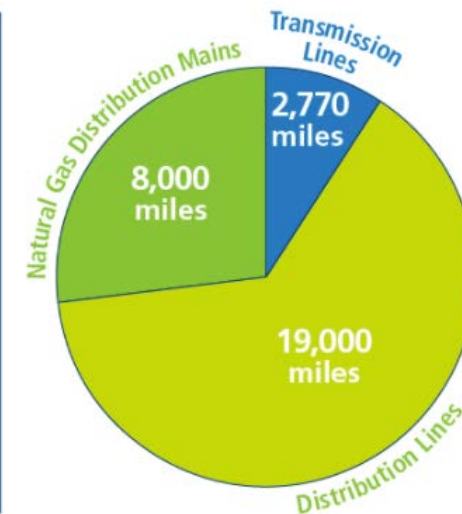 Transmission
Lines
2,770
miles
Natural Gas Distribution Mains
8,000
miles
19,000
miles
Distribution Lines